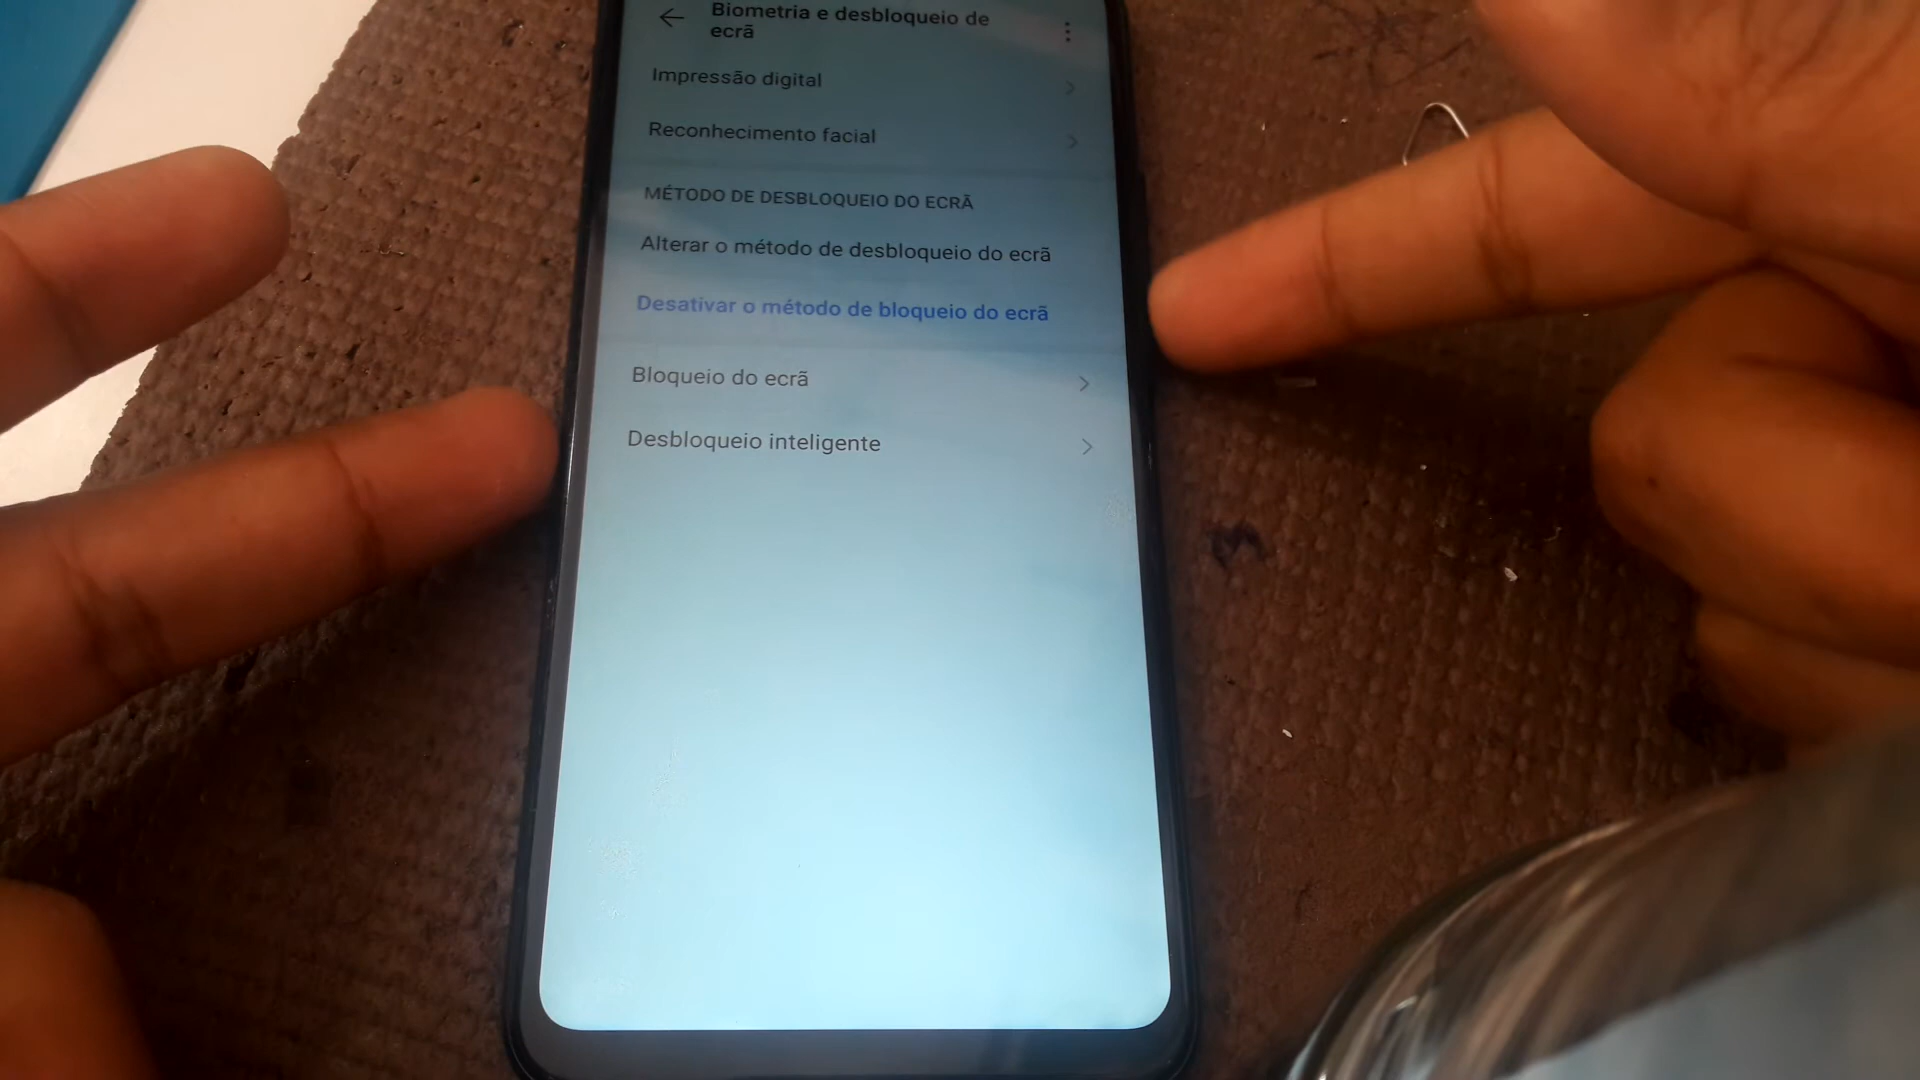 Biometria e desbloqueio de
ecrã
Impressão digital
Reconhecimento facial
MÉTODO DE DESBLOQUEIO DO ECRÃ
Alterar o método de desbloqueio do ecrã
Desativar o método de bloqueio do ecrã
Bloqueio do ecrã
Desbloqueio inteligente